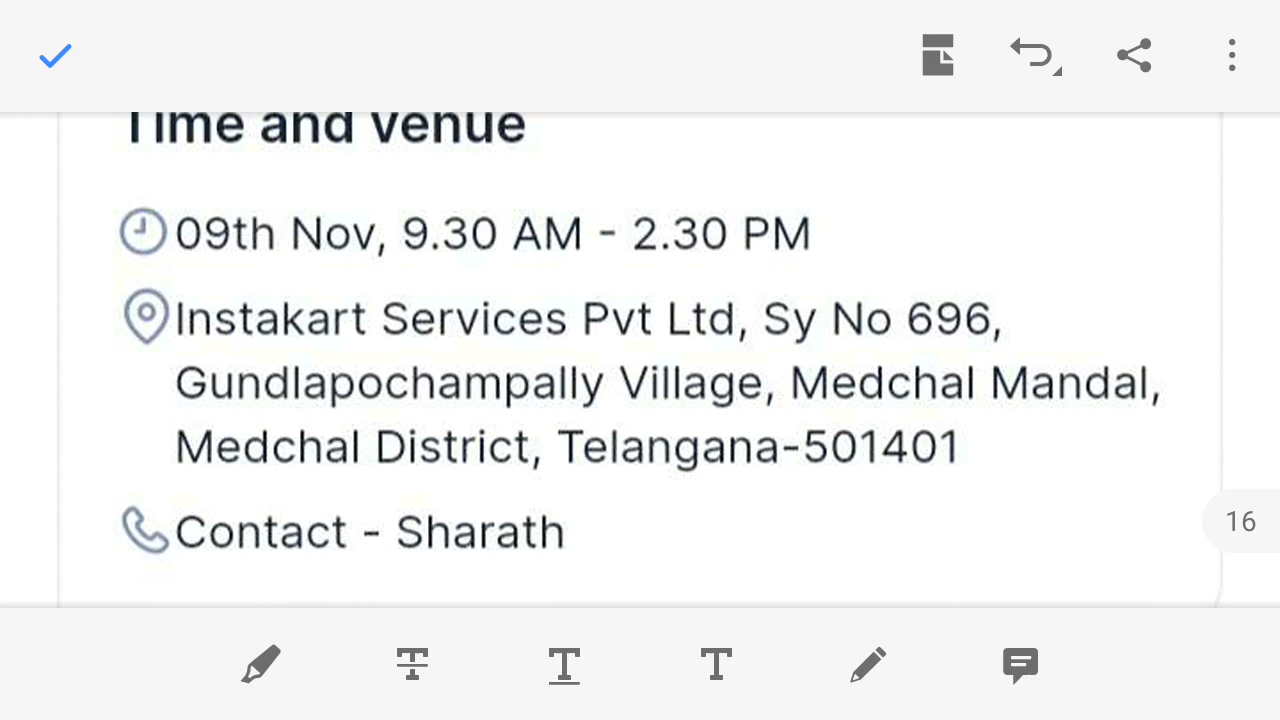 Time and Venue
09th Nov, 9.30 AM - 2.30 PM
Instakart Services Pvt Ltd, Sy No 696,
Gundlapochampally Village, Medchal Mandal,
Medchal District, Telangana-501401
Contact - Sharath
16